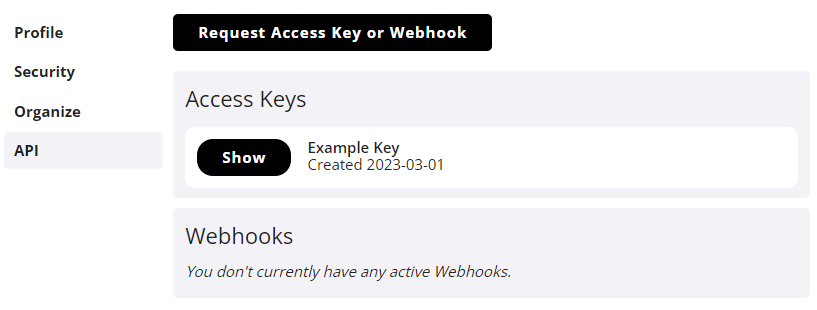 Profile
Security
Organize
API
Request Access Key or Webhook
Access Keys
Show
Example Key
Created 2023-03-01
Webhooks
You don't currently have any active Webhooks.